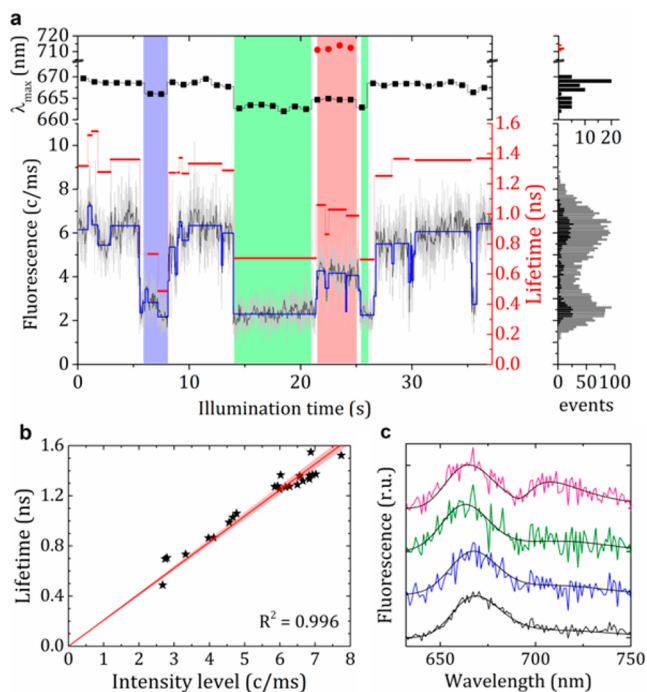 a
720
710
670
665
660
λmax (nm)
10 20
1.6
1.4
1.2
1.0
0.8
0.6
0.4
0.2
0.0
Lifetime (ns)
10
8
6
4
2
0
Fluorescence (c/ms)
0 10 20 30
Illumination time (s)
0 50 100
events
b
1.6
1.2
0.8
0.4
0.0
Lifetime (ns)
R² = 0.996
0 1 2 3 4 5 6 7 8
Intensity level (c/ms)
c
Fluorescence (r.u.)
650 700 750
Wavelength (nm)